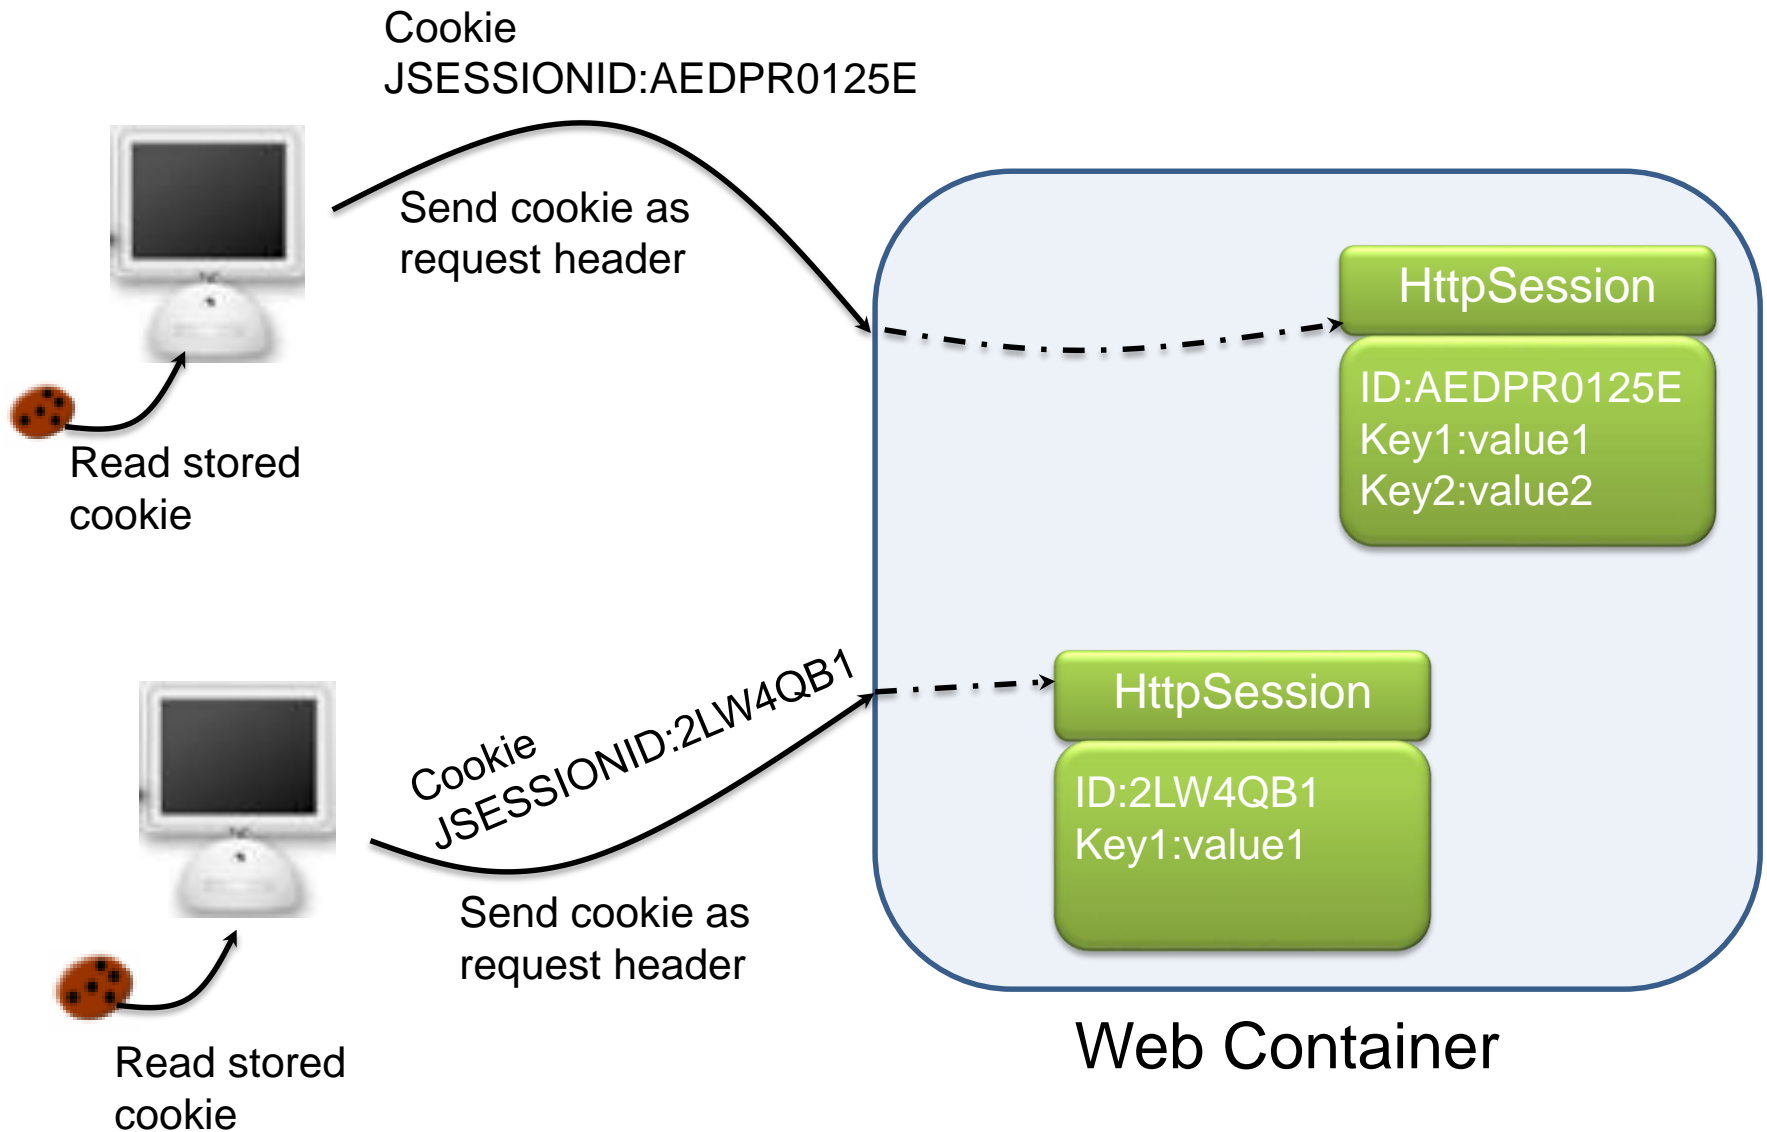 Cookie
JSESSIONID:AEDPR0125E
Send cookie as
request header
HttpSession
ID:AEDPR0125E
Key1:value1
Key2:value2
Read stored
cookie
Cookie
JSESSIONID:2LW4QB1
HttpSession
ID:2LW4QB1
Key1:value1
Send cookie as
request header
Web Container
Read stored
cookie